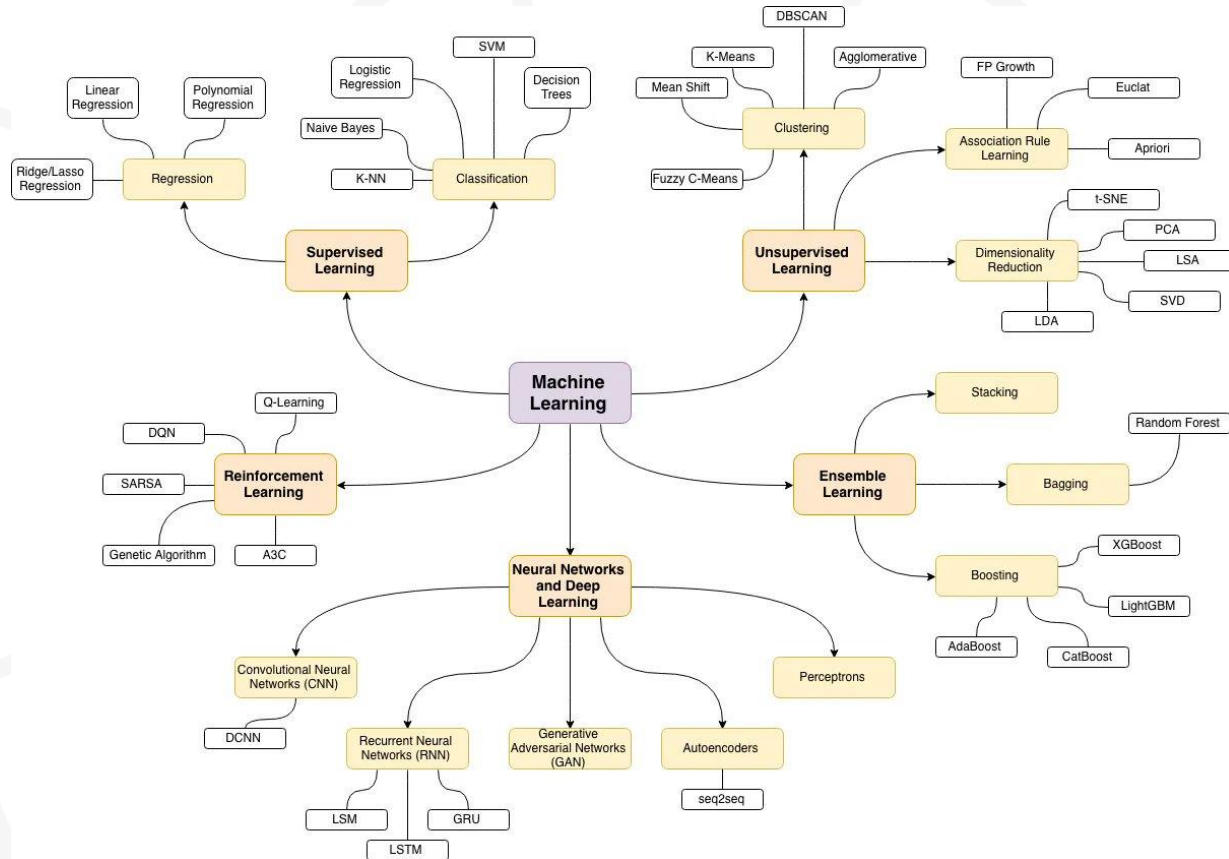 DBSCAN
SVM
K-Means
Agglomerative
FP Growth
Logistic
Regression
Decision
Trees
Linear
Regression
Polynomial
Regression
Mean Shift
Euclat
Clustering
Naive Bayes
Association Rule
Learning
Apriori
Ridge/Lasso
Regression
Regression
K-NN
Classification
Fuzzy C-Means
t-SNE
PCA
Supervised
Learning
Unsupervised
Learning
Dimensionality
Reduction
LSA
SVD
LDA
Machine
Learning
Stacking
Q-Learning
Random Forest
DQN
Reinforcement
Learning
SARSA
Ensemble
Learning
Bagging
Genetic Algorithm
A3C
XGBoost
Neural Networks
and Deep
Learning
Boosting
LightGBM
AdaBoost
CatBoost
Convolutional Neural
Networks (CNN)
Perceptrons
DCNN
Recurrent Neural
Networks (RNN)
Generative
Adversarial Networks
(GAN)
Autoencoders
seq2seq
LSM
GRU
LSTM